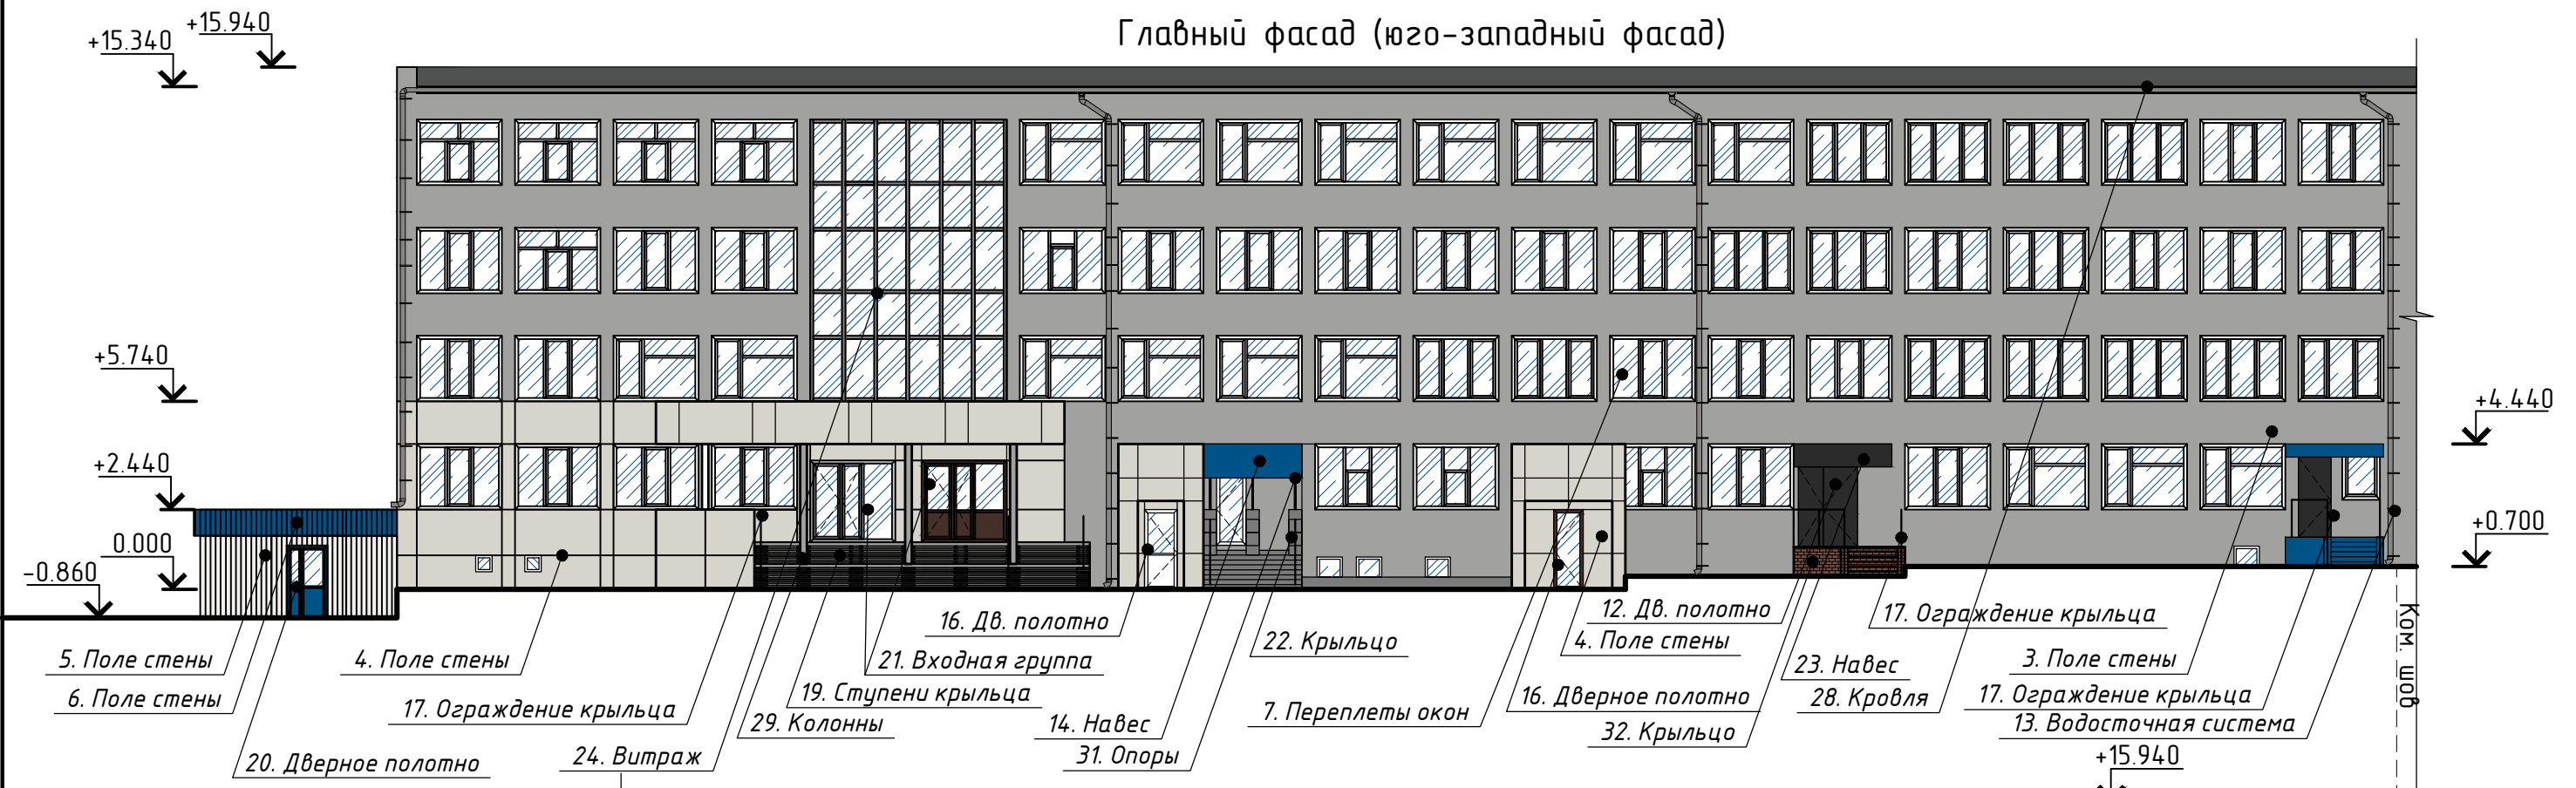 Главный фасад (юго-западный фасад)
+15.940
+15.340
+5.740
+4.440
+2.440
+0.700
0.000
-0.860
16. Дв. полотно
12. Дв. полотно
17. Ограждение крыльца
22. Крыльцо
4. Поле стены
5. Поле стены
4. Поле стены
21. Входная группа
23. Навес
3. Поле стены
6. Поле стены
19. Ступени крыльца
16. Дверное полотно
28. Кровля
17. Ограждение крыльца
17. Ограждение крыльца
7. Переплеты окон
29. Колонны
14. Навес
32. Крыльцо
13. Водосточная система
20. Дверное полотно
24. Витраж
31. Опоры
Ком. шов
+15.940